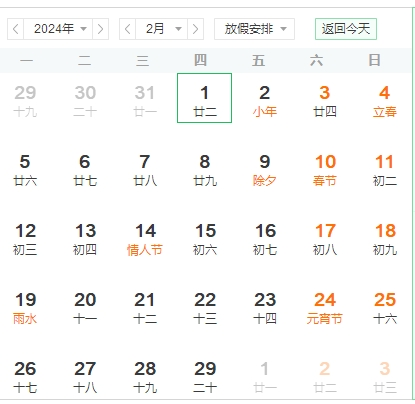 2024年 2月 放假安排 返回今天
一 二 三 四 五 六 日
29 30 31 1 2 3 4
十九 二十 廿一 廿二 小年 廿四 立春
5 6 7 8 9 10 11
廿六 廿七 廿八 廿九 除夕 春节 初二
12 13 14 15 16 17 18
初三 初四 情人节 初六 初七 初八 初九
19 20 21 22 23 24 25
雨水 十一 十二 十三 十四 元宵节 十六
26 27 28 29 1 2 3
十七 十八 十九 二十 廿一 廿二 廿三